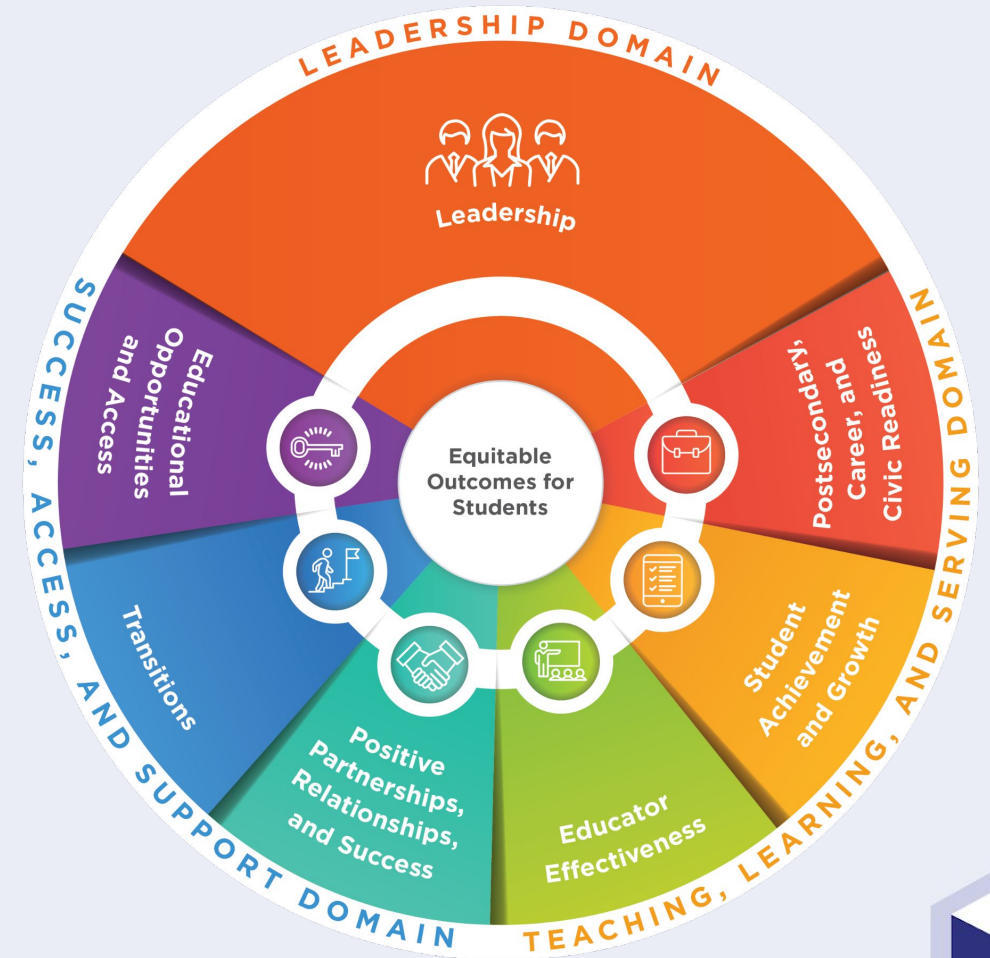 LEADERSHIP DOMAIN
Leadership
SUCCESS, ACCESS, AND SUPPORT DOMAIN
Educational
Opportunities
and Access
Transitions
Positive
Partnerships,
Relationships,
and Success
Equitable
Outcomes for
Students
TEACHING, LEARNING, AND SERVING DOMAIN
Postsecondary,
Career, and
Civic Readiness
Student
Achievement
and Growth
Educator
Effectiveness